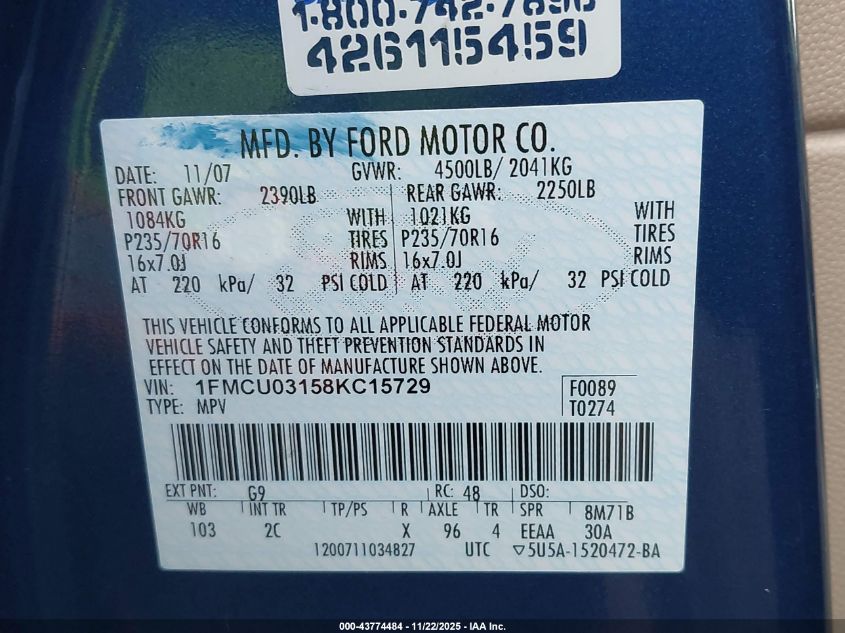 1-800-742-7896
426115459
MFD. BY FORD MOTOR CO.
DATE: 11/07 GVWR: 4500LB/ 2041KG
FRONT GAWR: 2390LB REAR GAWR: 2250LB
1084KG WITH 1021KG WITH
P235/70R16 TIRES P235/70R16 TIRES
16x7.0J RIMS 16x7.0J RIMS
AT 220 kPa/ 32 PSI COLD AT 220 kPa/ 32 PSI COLD
THIS VEHICLE CONFORMS TO ALL APPLICABLE FEDERAL MOTOR
VEHICLE SAFETY AND THEFT PREVENTION STANDARDS IN
EFFECT ON THE DATE OF MANUFACTURE SHOWN ABOVE.
VIN: 1FMCU03158KC15729 F0089
TYPE: MPV T0274
EXT PNT: G9 RC: 48 DSO:
WB INT TR TP/PS R AXLE TR SPR 8M71B
103 2C X 96 4 EEAA 30A
1200711034827 UTC ▽5U5A-1520472-BA
000-43774484 - 11/22/2025 - IAA Inc.